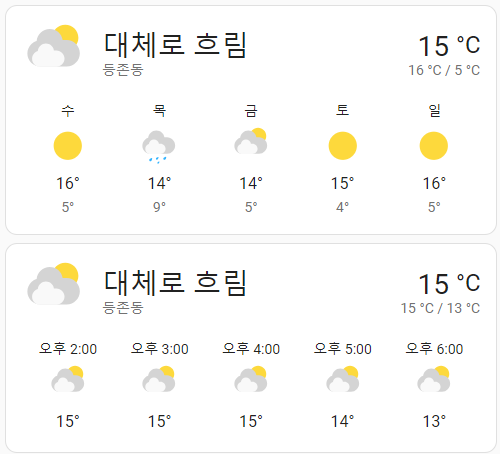 대체로 흐림
15 °C
등존동
16 °C / 5 °C
수 목 금 토 일
16° 14° 14° 15° 16°
5° 9° 5° 4° 5°
대체로 흐림
15 °C
등존동
15 °C / 13 °C
오후 2:00 오후 3:00 오후 4:00 오후 5:00 오후 6:00
15° 15° 15° 14° 13°